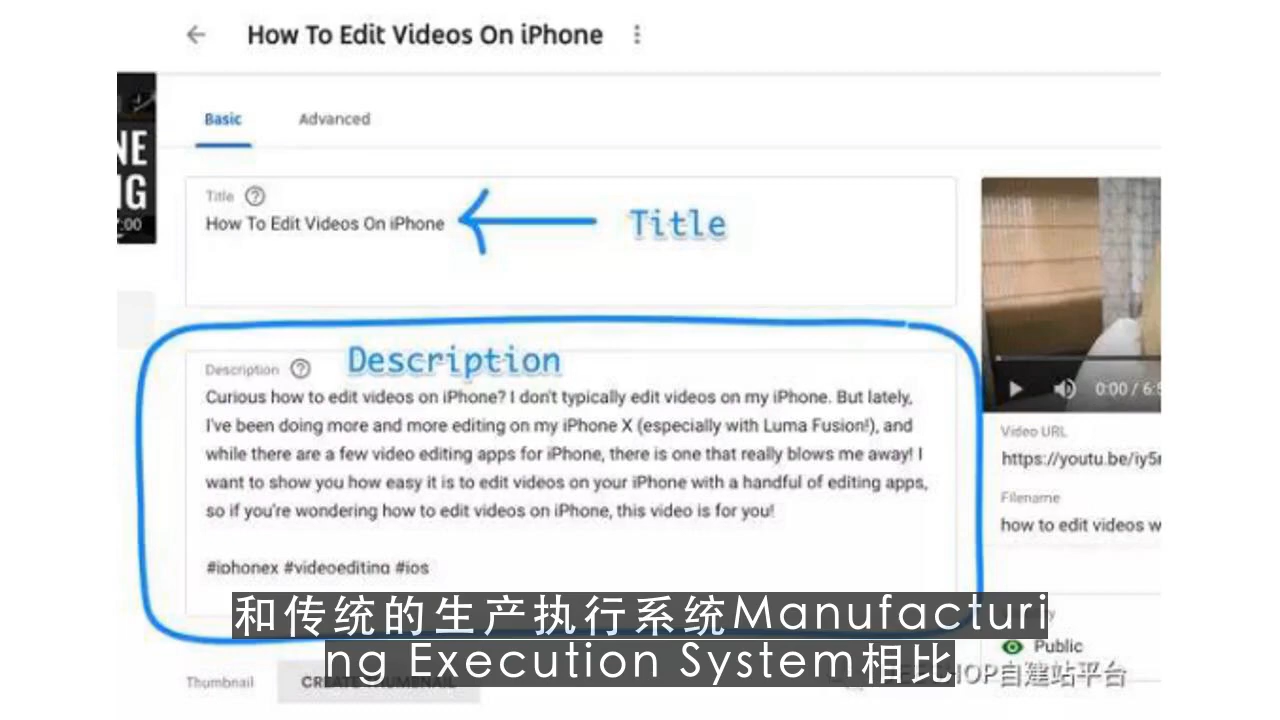 How To Edit Videos On iPhone
Basic
Advanced
NE
NG
:00
Title
How To Edit Videos On iPhone
Title
Description
Description
Curious how to edit videos on iPhone? I don't typically edit videos on my iPhone. But lately,
I've been doing more and more editing on my iPhone X (especially with Luma Fusion!), and
while there are a few video editing apps for iPhone, there is one that really blows me away! I
want to show you how easy it is to edit videos on your iPhone with a handful of editing apps,
so if you're wondering how to edit videos on iPhone, this video is for you!
#iphonex #videoediting #ios
0:00 / 6:5
Video URL
https://youtu.be/iy5r
Filename
how to edit videos w
Public
和传统的生产执行系统Manufacturi
ng Execution System相比
Thumbnail
CREATE THUMBNAIL
HOP自建站平台